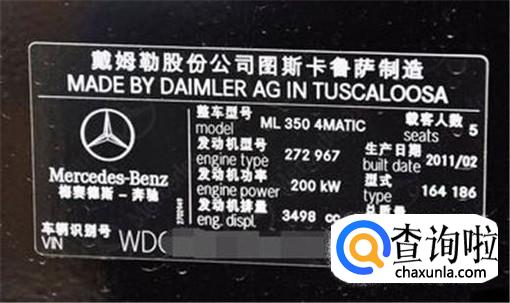 戴姆勒股份公司图斯卡鲁萨制造
MADE BY DAIMLER AG IN TUSCALOOSA
整车型号
model
ML 350 4MATIC
载客人数
seats
5
发动机型号
engine type
272 967
生产日期
built date
2011/02
发动机功率
engine power
200 kW
型式
type
164 186
发动机排量
eng. displ.
3498 cc
Mercedes-Benz
梅赛德斯-奔驰
车辆识别号
VIN
WDC
查询啦
chaxunla.com